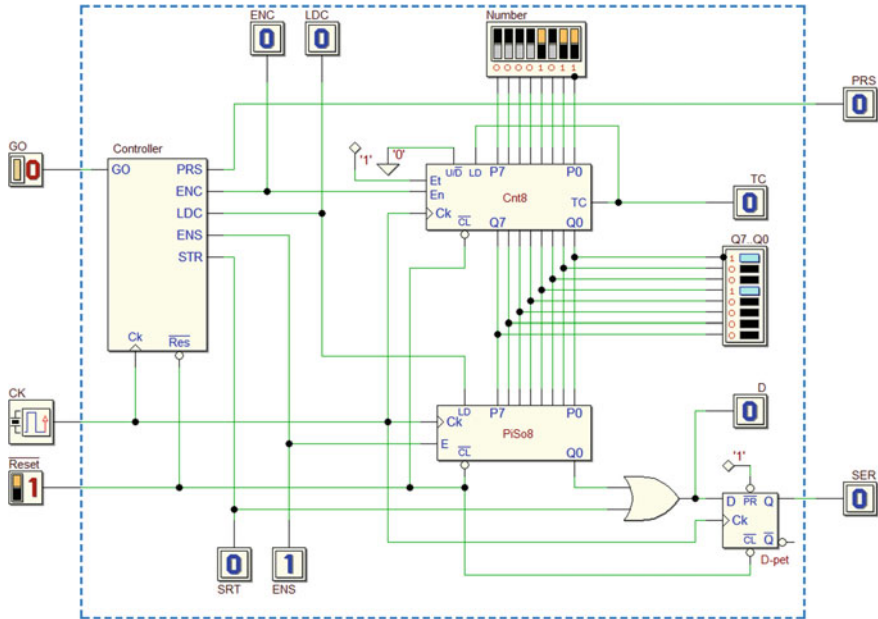 ENC LDC Number
0 0
0 0 0 0 1 0 1 1
PRS
0
GO
0
Controller
GO PRS
ENC
LDC
ENS
STR
Ck Res
'1' '0'
U/D LD P7 P0
Et
En Cnt8 TC
Ck CL Q7 Q0
TC
0
Q7..Q0
1
0
0
1
0
0
0
0
CK
LD P7 P0
Ck PiSo8
E CL Q0
D
0
Reset
1
'1'
D PR Q
Ck
CL Q
D-pet
SER
0
0 1
SRT ENS